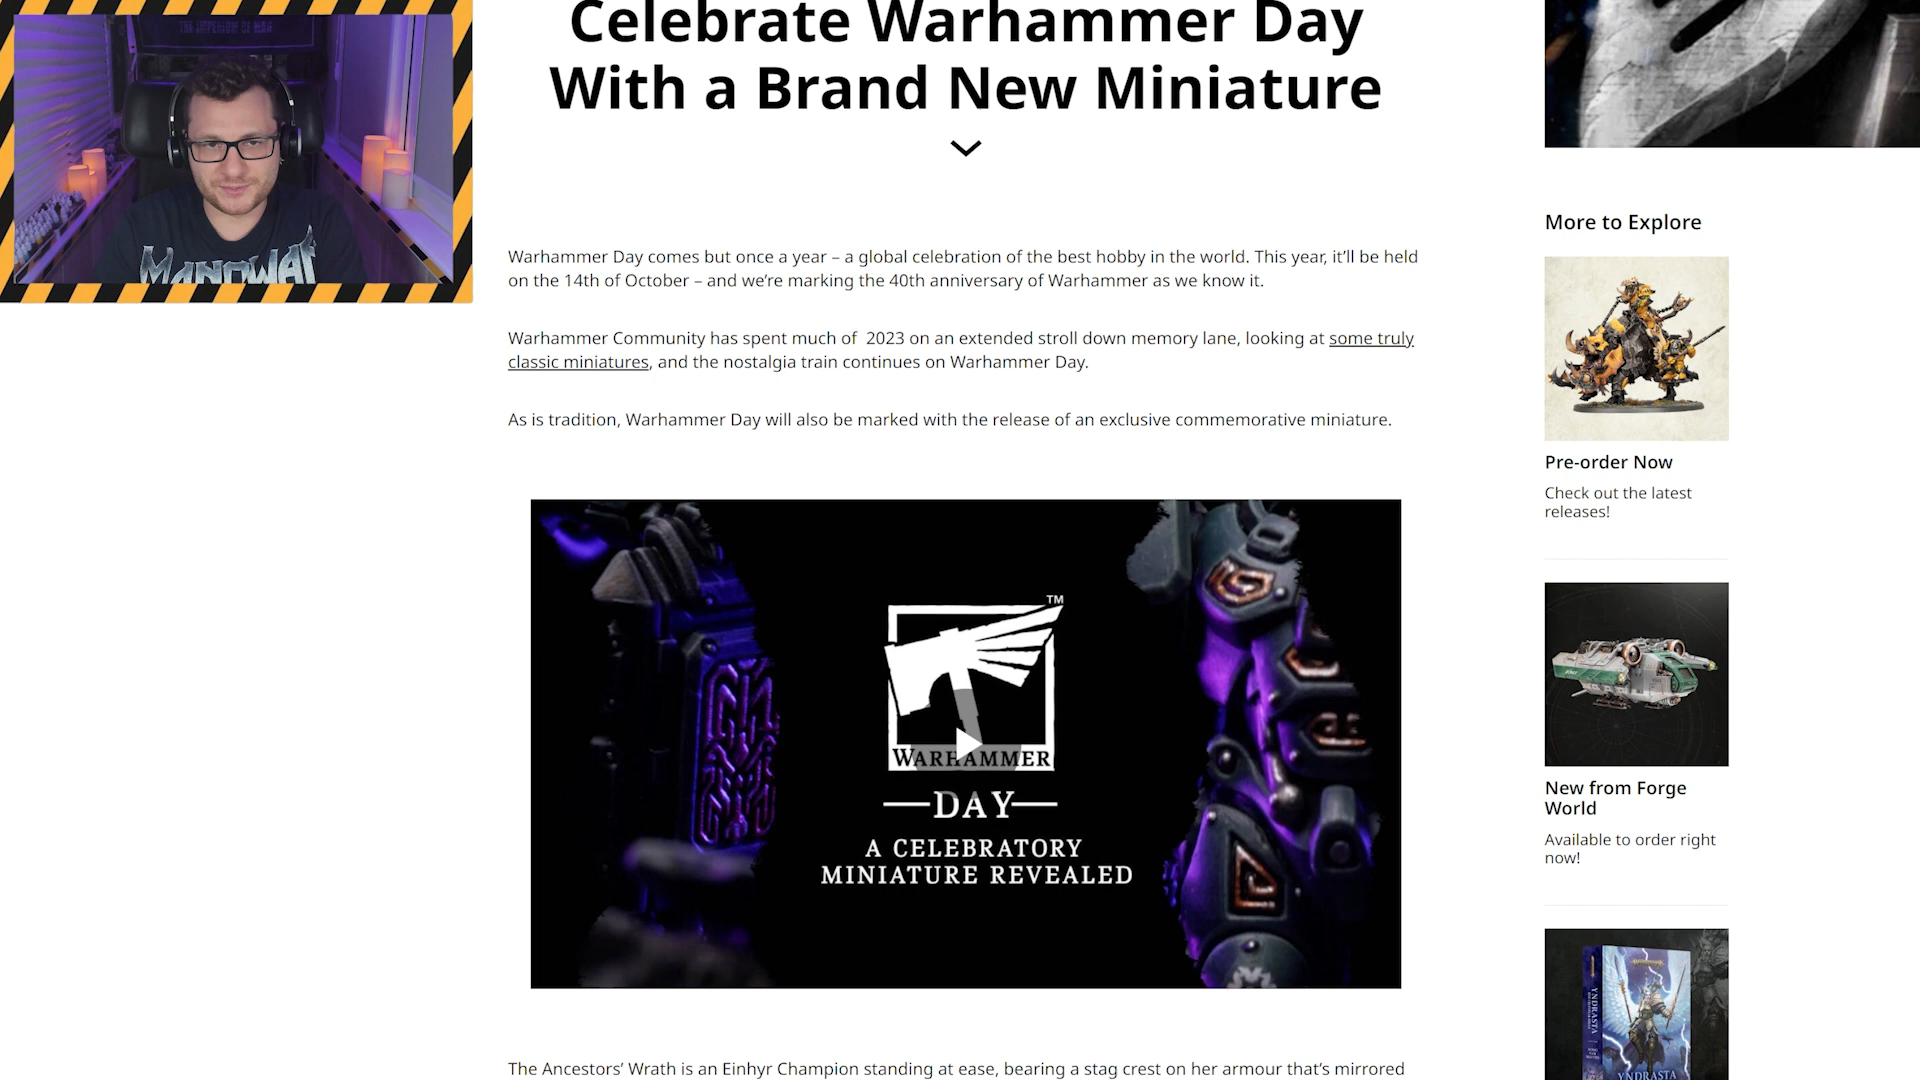 THE IMPERIUM OF MAN
MANOWAR
Celebrate Warhammer Day
With a Brand New Miniature
Warhammer Day comes but once a year – a global celebration of the best hobby in the world. This year, it’ll be held
on the 14th of October – and we’re marking the 40th anniversary of Warhammer as we know it.
Warhammer Community has spent much of  2023 on an extended stroll down memory lane, looking at some truly
classic miniatures, and the nostalgia train continues on Warhammer Day.
As is tradition, Warhammer Day will also be marked with the release of an exclusive commemorative miniature.
TM
WARHAMMER
DAY
A CELEBRATORY
MINIATURE REVEALED
The Ancestors’ Wrath is an Einhyr Champion standing at ease, bearing a stag crest on her armour that’s mirrored
More to Explore
Pre-order Now
Check out the latest
releases!
New from Forge
World
Available to order right
now!
YNDRASTA
YNDRASTA